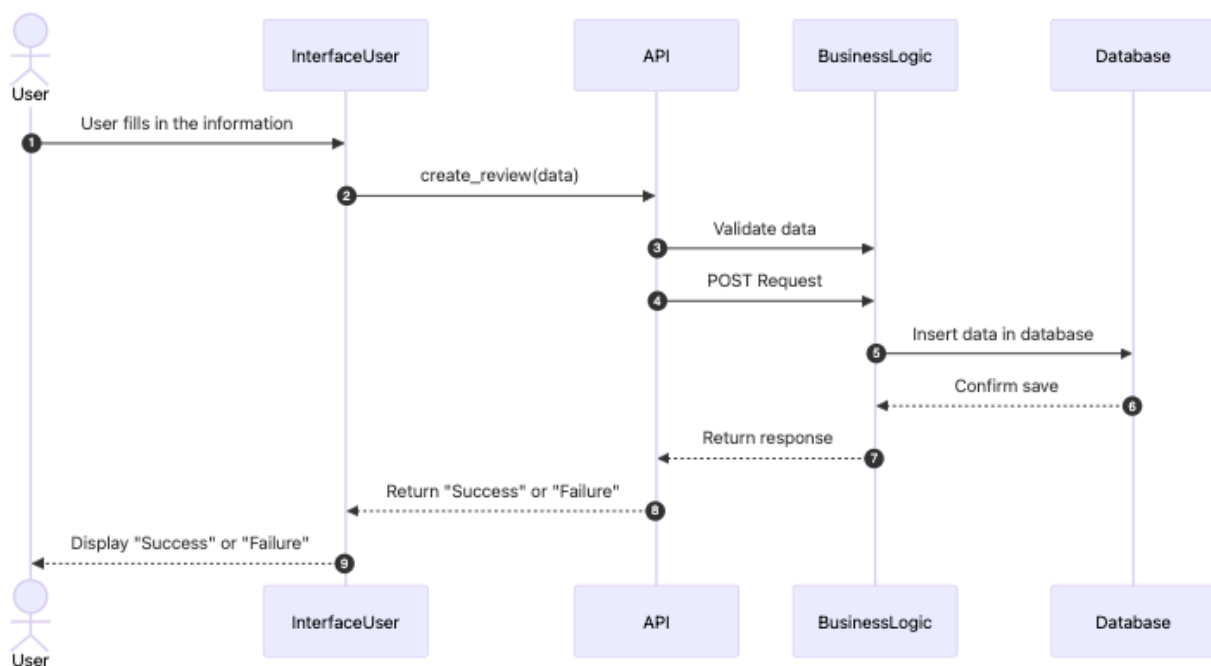 InterfaceUser
API
BusinessLogic
Database
User
User fills in the information
1
create_review(data)
2
Validate data
3
POST Request
4
Insert data in database
5
Confirm save
6
Return response
7
Return "Success" or "Failure"
8
Display "Success" or "Failure"
9
InterfaceUser
API
BusinessLogic
Database
User